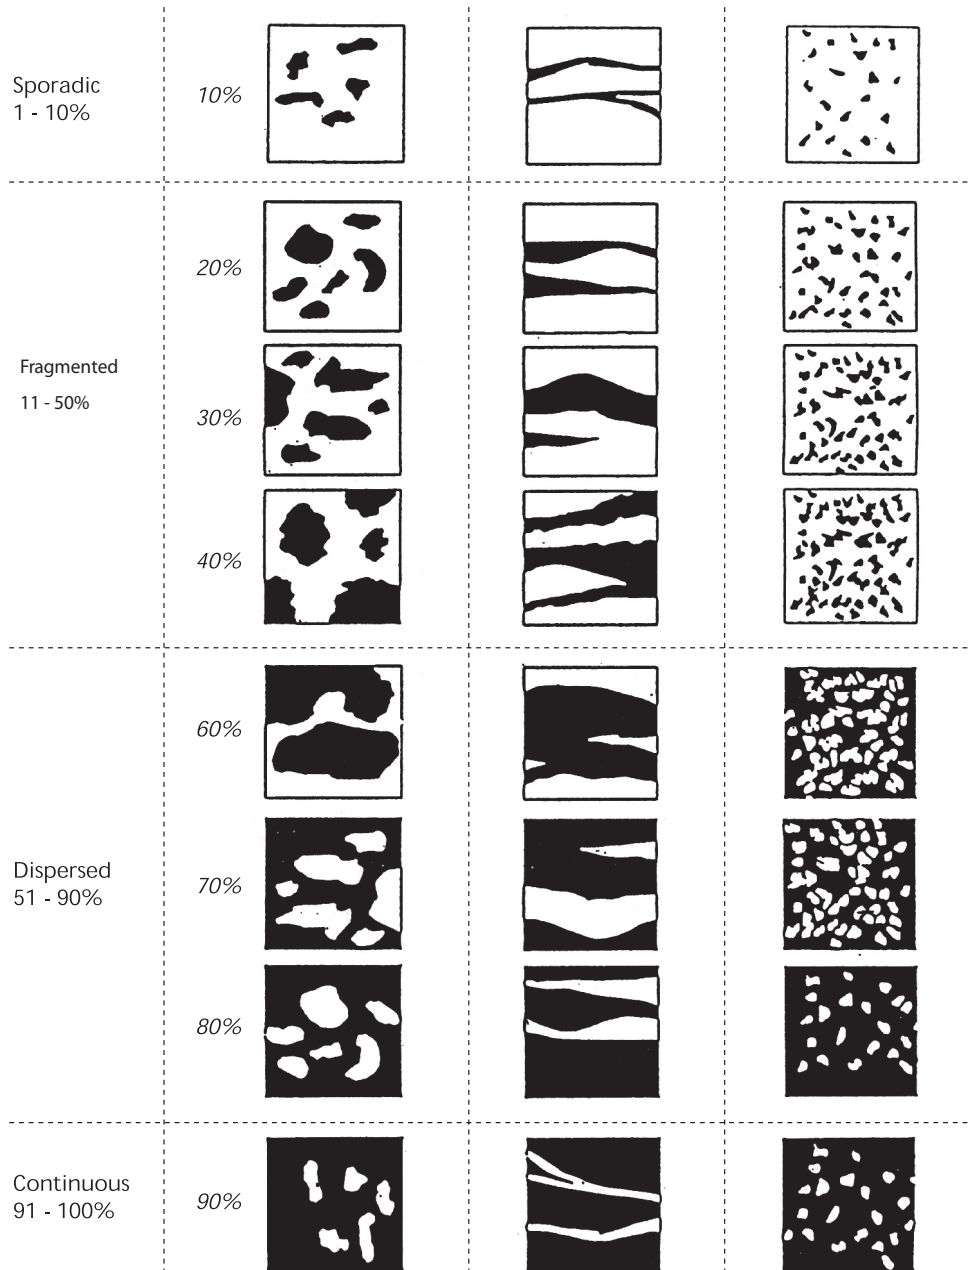 Sporadic
1 - 10%
10%
20%
Fragmented
11 - 50%
30%
40%
60%
Dispersed
51 - 90%
70%
80%
Continuous
91 - 100%
90%